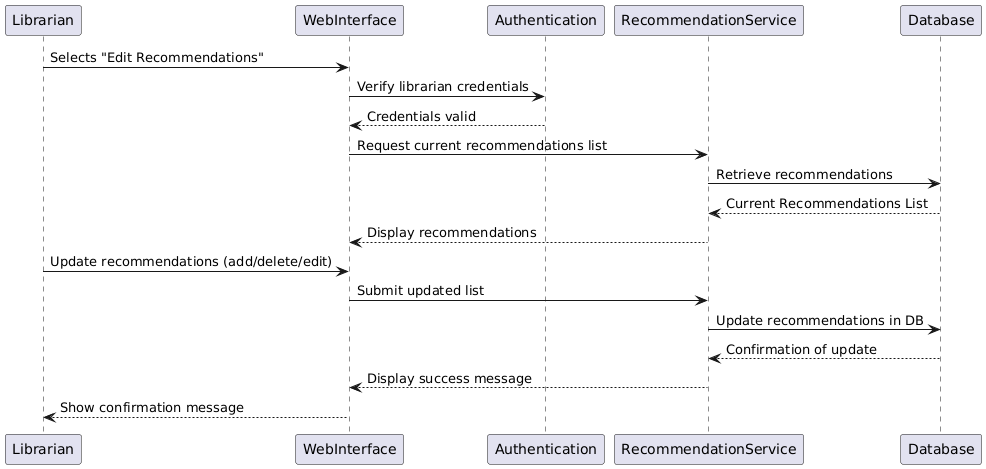 Librarian
WebInterface
Authentication
RecommendationService
Database
Selects "Edit Recommendations"
Verify librarian credentials
Credentials valid
Request current recommendations list
Retrieve recommendations
Current Recommendations List
Display recommendations
Update recommendations (add/delete/edit)
Submit updated list
Update recommendations in DB
Confirmation of update
Display success message
Show confirmation message
Librarian
WebInterface
Authentication
RecommendationService
Database